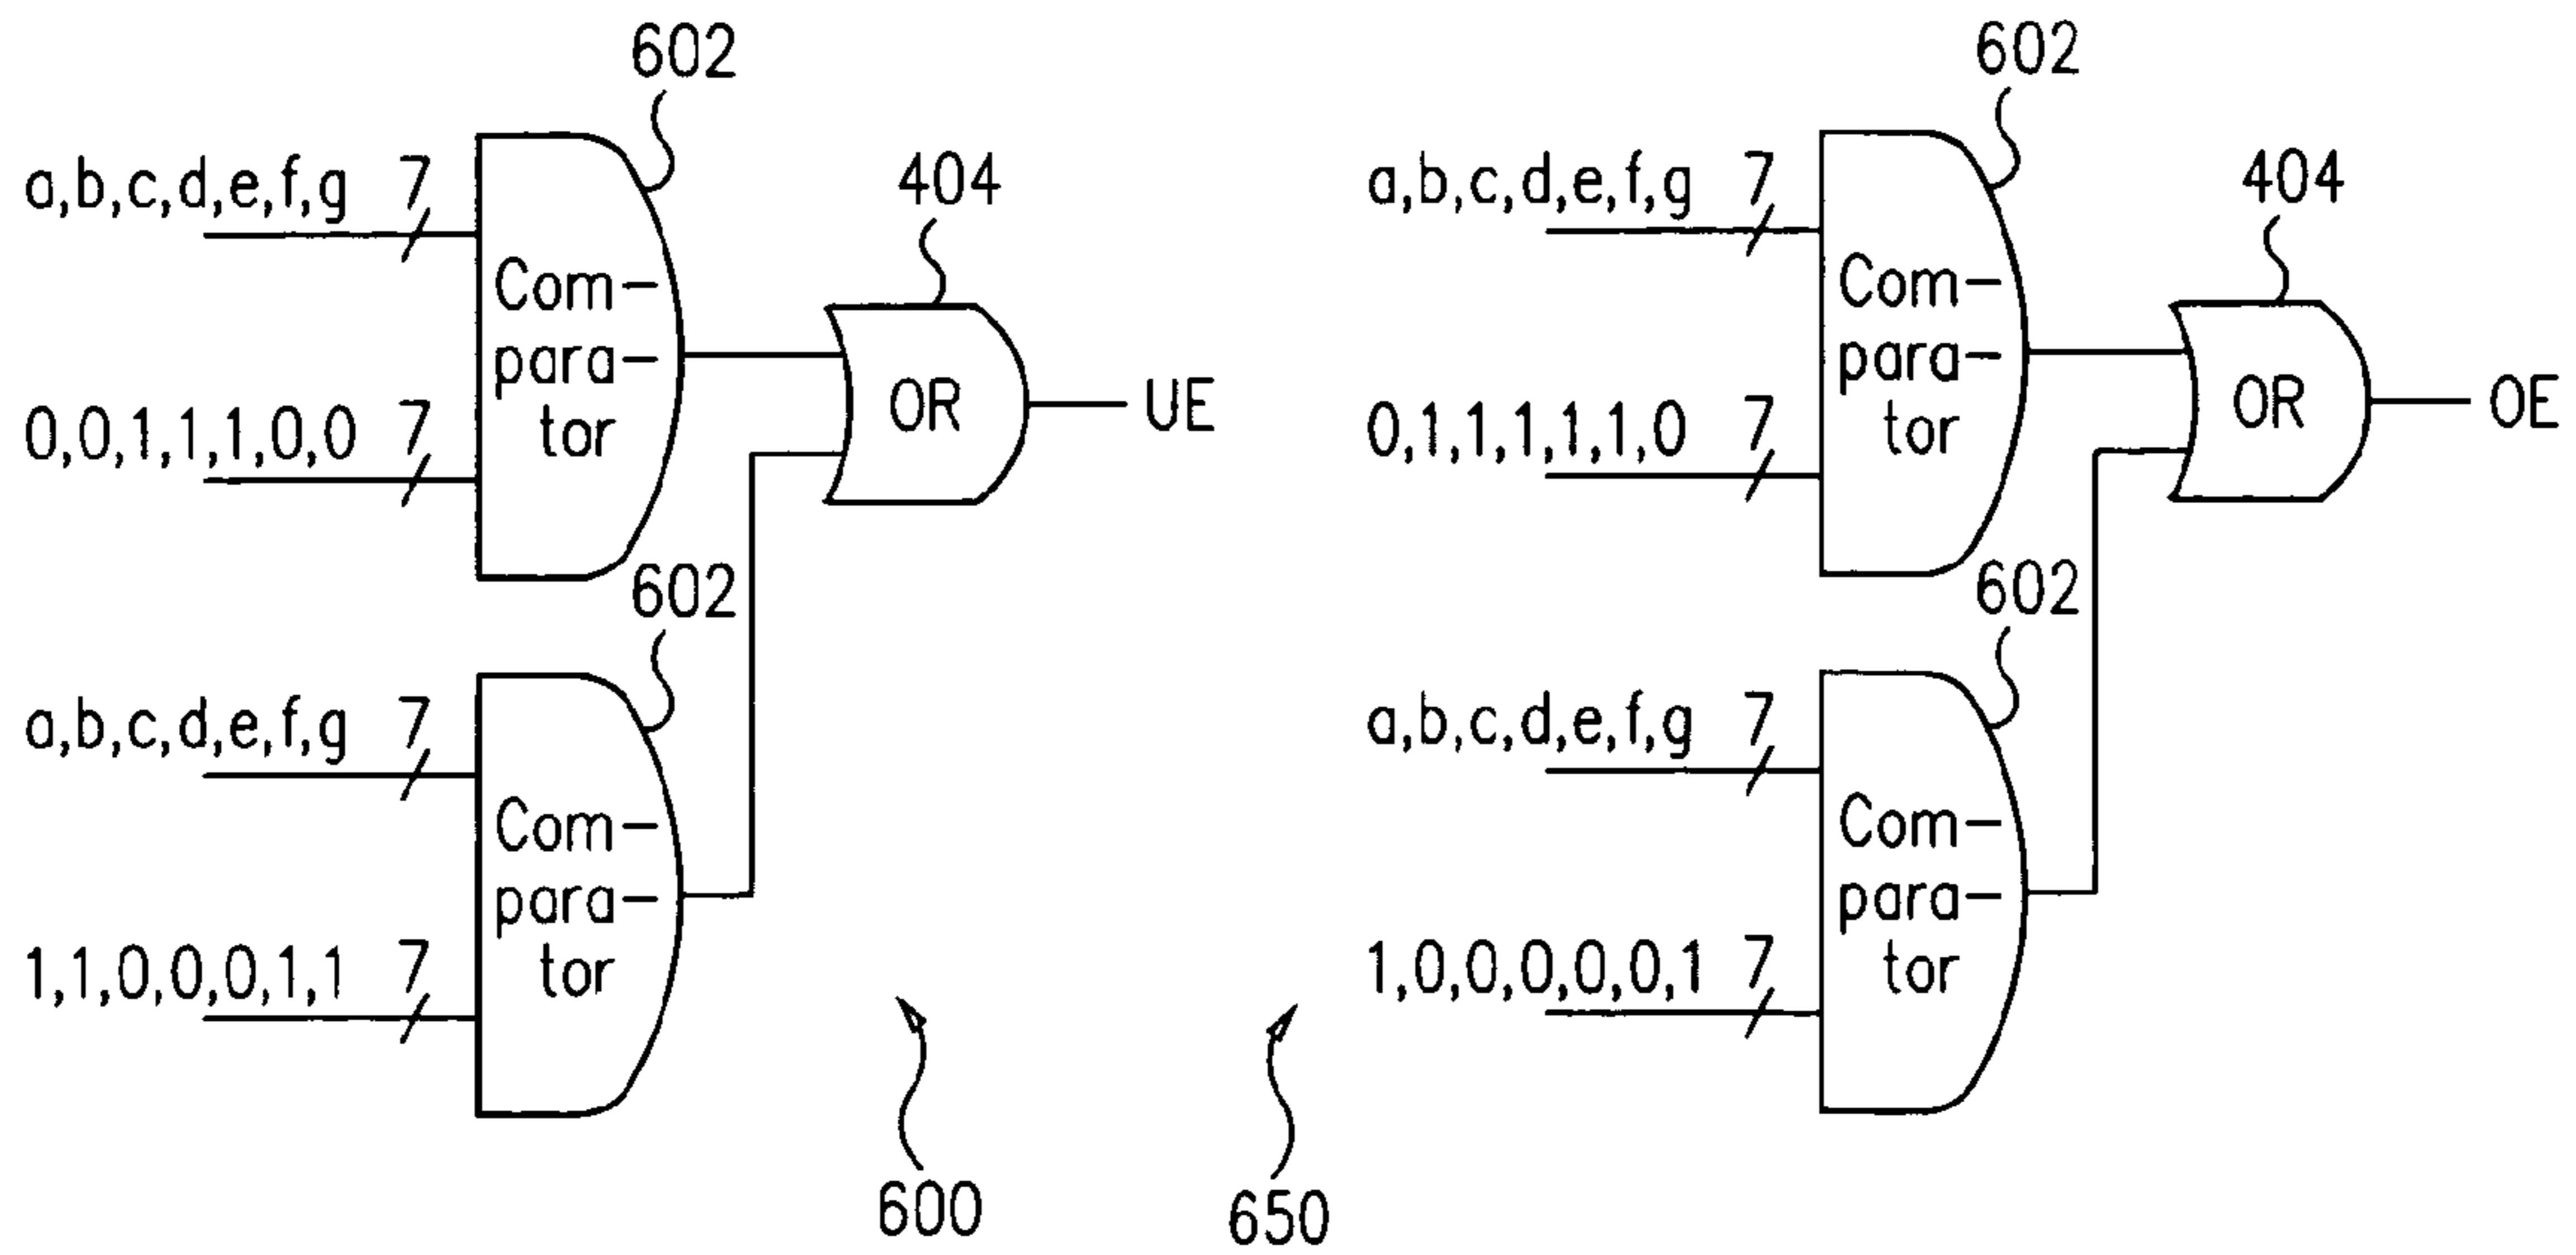 602
602
a,b,c,d,e,f,g 7
404
a,b,c,d,e,f,g 7
404
Com-
para-
tor
Com-
para-
tor
OR
UE
OR
OE
0,0,1,1,1,0,0 7
0,1,1,1,1,1,0 7
602
602
a,b,c,d,e,f,g 7
a,b,c,d,e,f,g 7
Com-
para-
tor
Com-
para-
tor
1,1,0,0,0,1,1 7
1,0,0,0,0,0,1 7
600
650